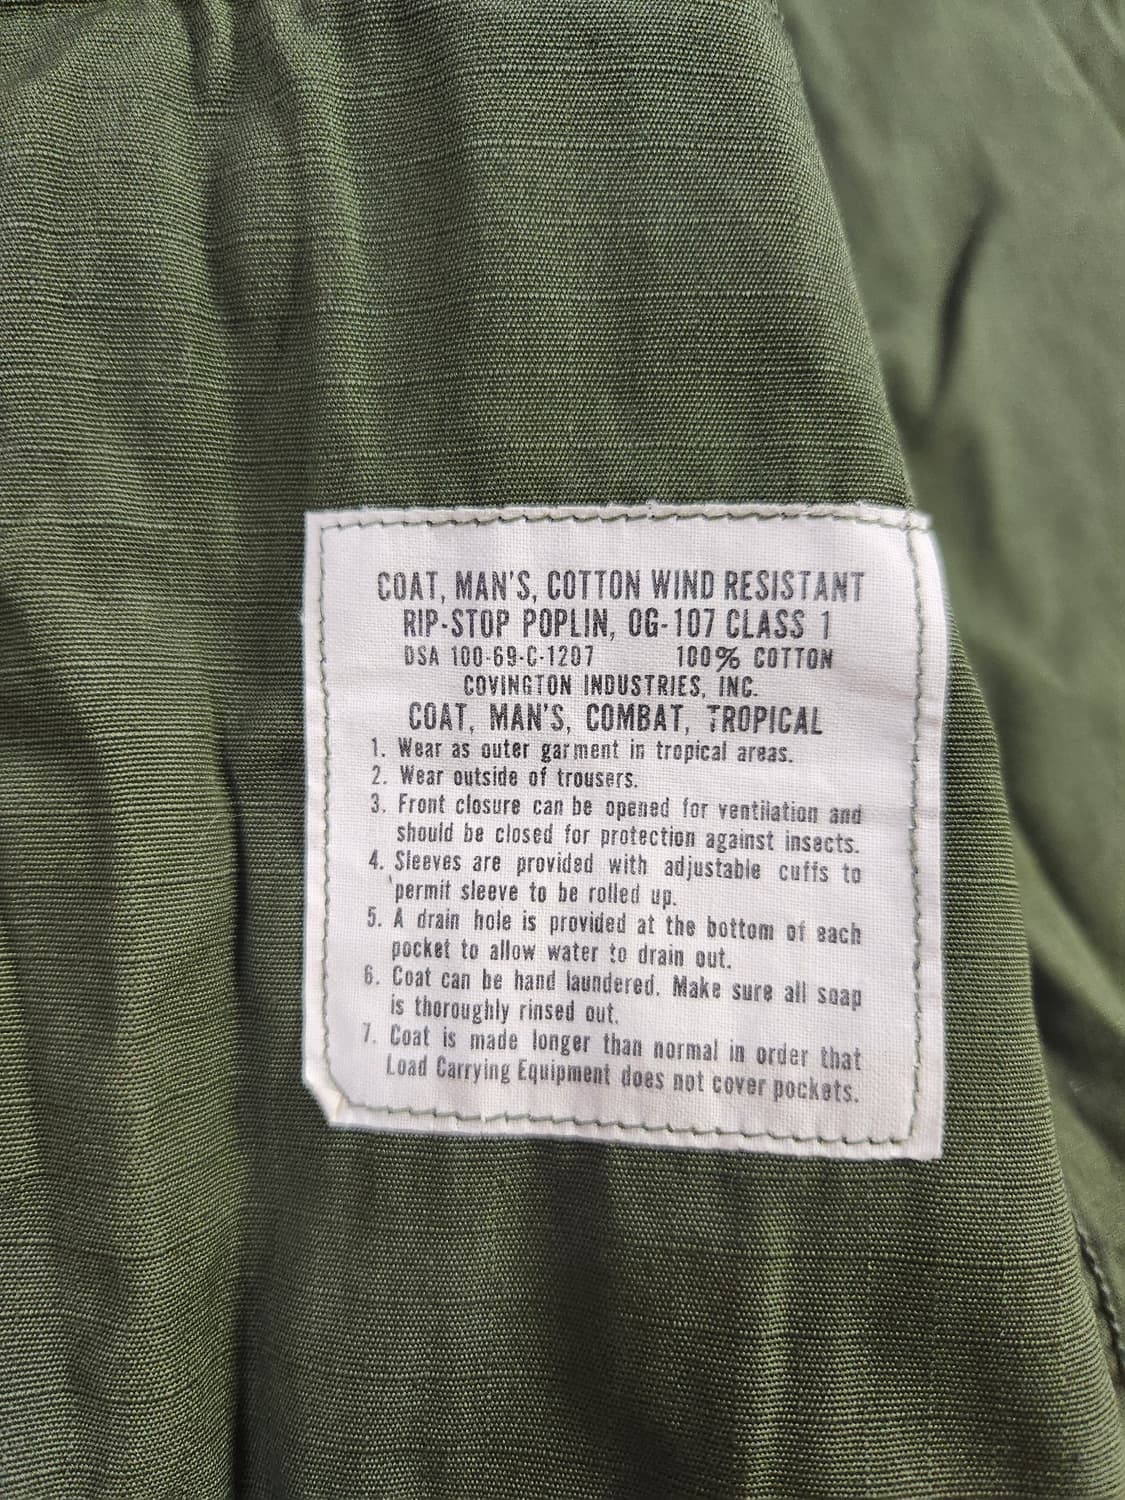 COAT, MAN'S, COTTON WIND RESISTANT
RIP-STOP POPLIN, OG-107 CLASS 1
DSA 100-69-C-1207 100% COTTON
COVINGTON INDUSTRIES, INC.
COAT, MAN'S, COMBAT, TROPICAL
1. Wear as outer garment in tropical areas.
2. Wear outside of trousers.
3. Front closure can be opened for ventilation and
should be closed for protection against insects.
4. Sleeves are provided with adjustable cuffs to
permit sleeve to be rolled up.
5. A drain hole is provided at the bottom of each
pocket to allow water to drain out.
6. Coat can be hand laundered. Make sure all soap
is thoroughly rinsed out.
7. Coat is made longer than normal in order that
Load Carrying Equipment does not cover pockets.